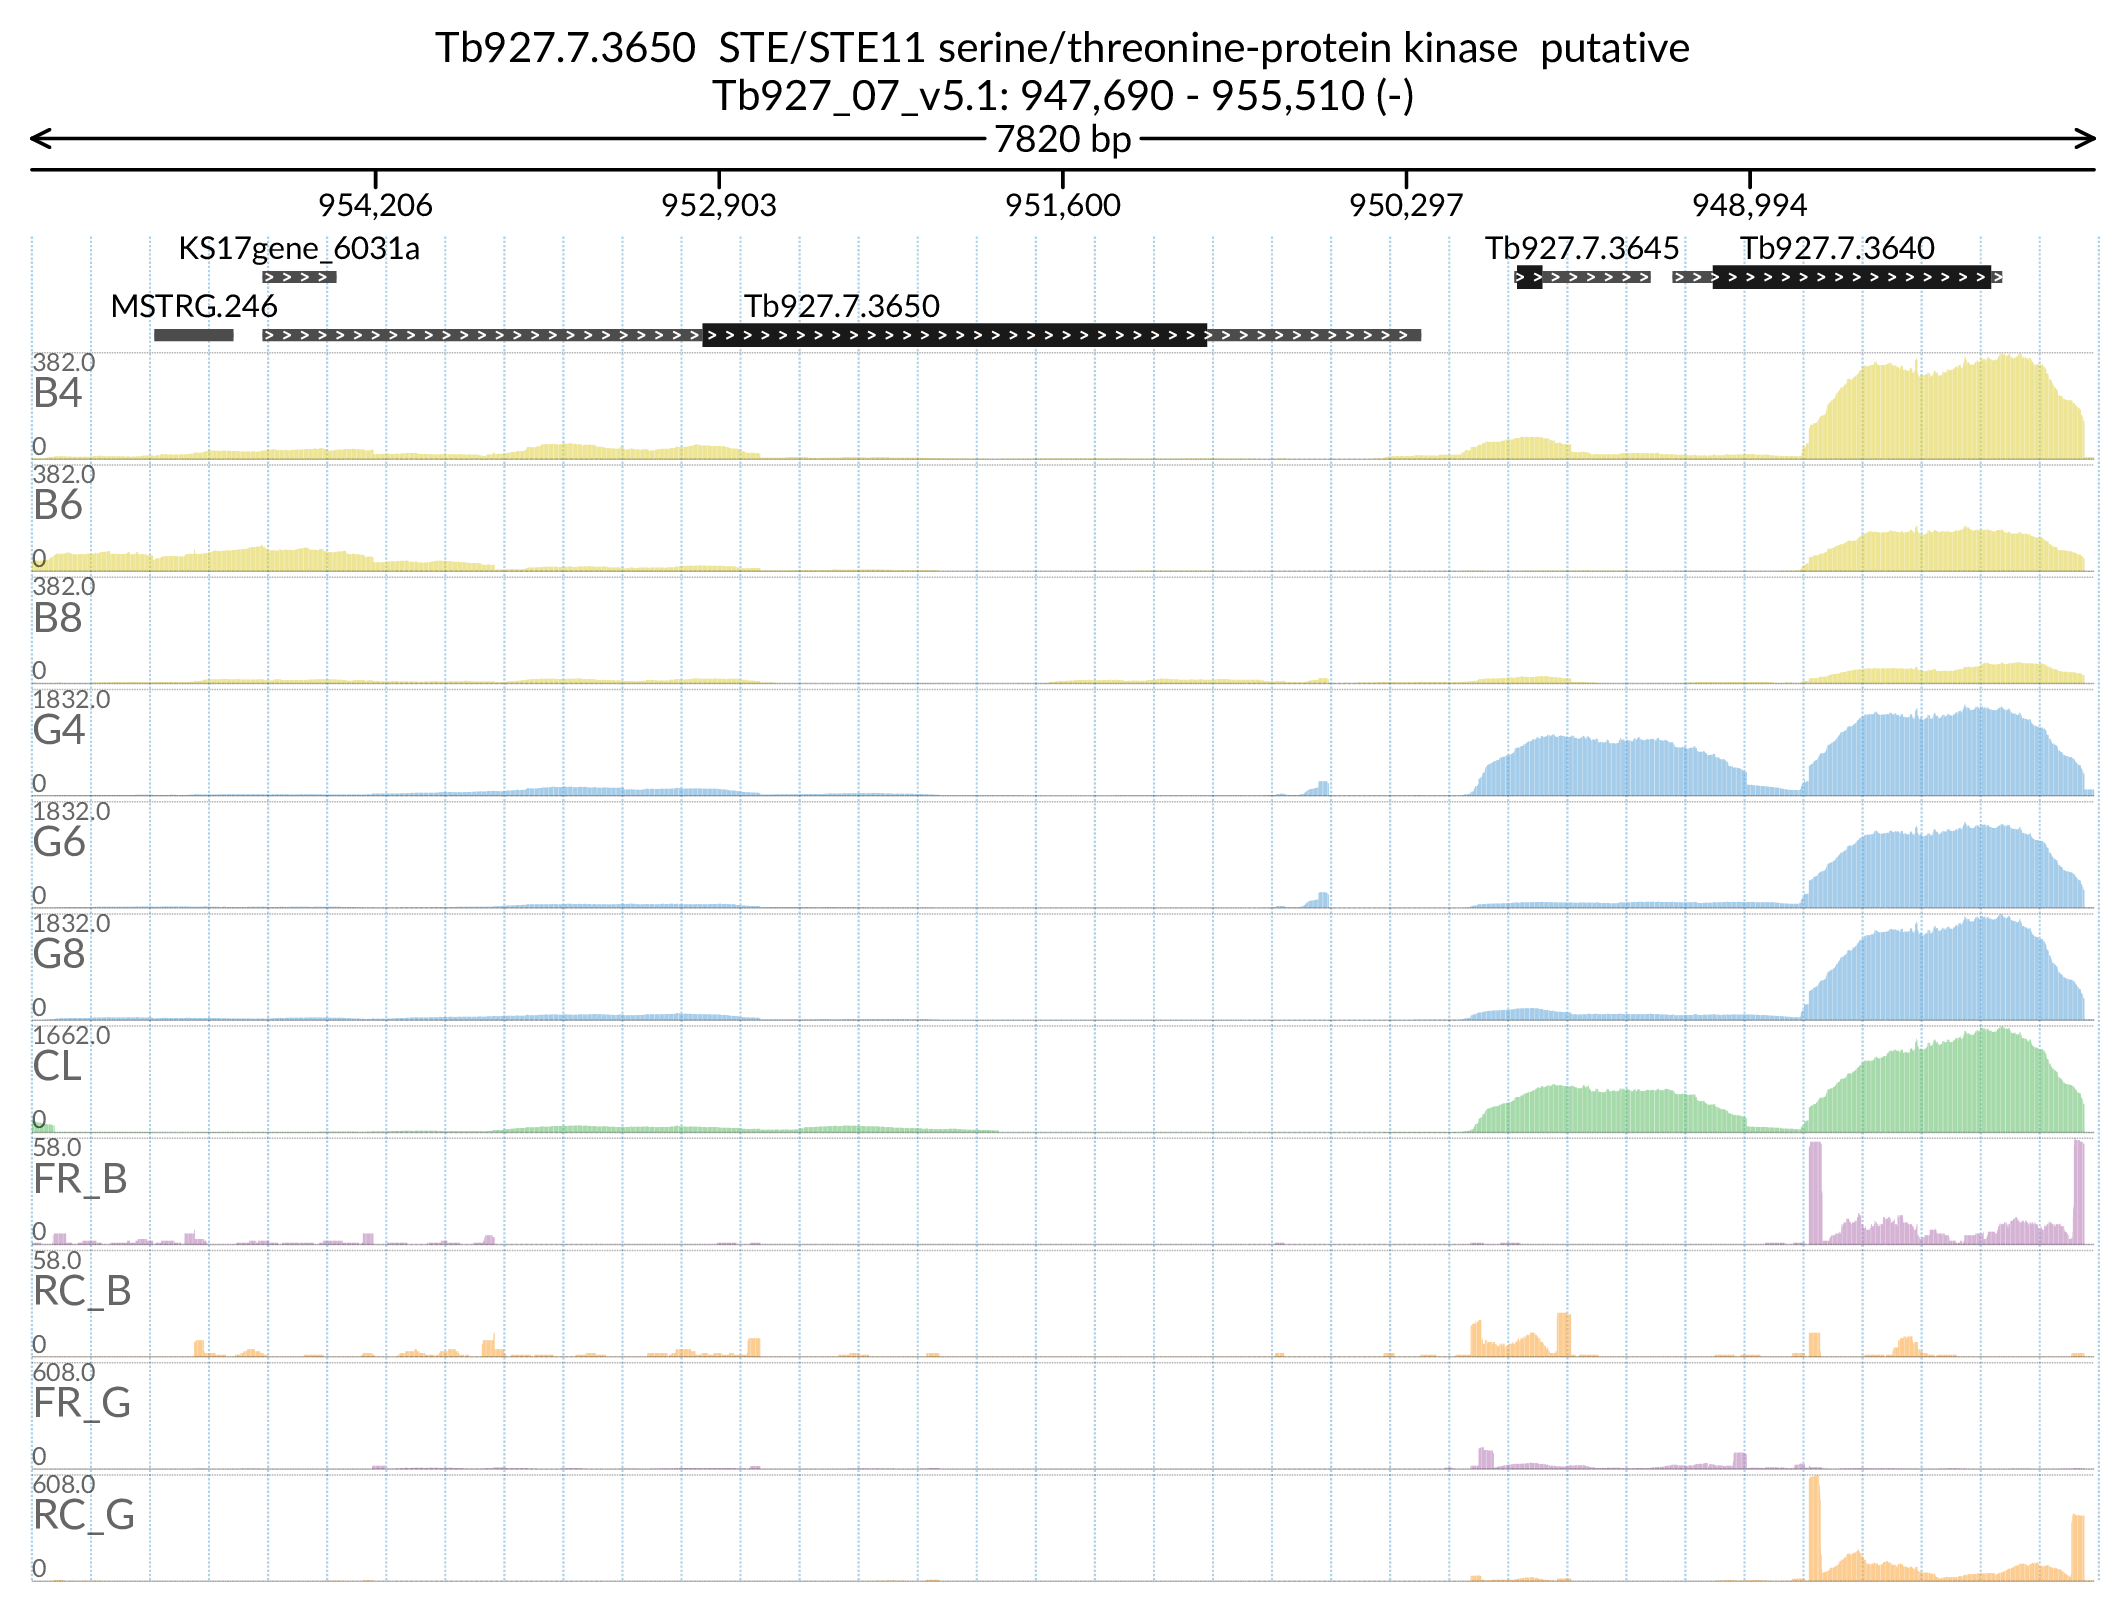 Tb927.7.3650  STE/STE11 serine/threonine-protein kinase  putative
Tb927_07_v5.1: 947,690 - 955,510 (-)
7820 bp
954,206 952,903 951,600 950,297 948,994
KS17gene_6031a Tb927.7.3645 Tb927.7.3640
MSTRG.246 Tb927.7.3650
382.0
B4
0
382.0
B6
0
382.0
B8
0
1832.0
G4
0
1832.0
G6
0
1832.0
G8
0
1662.0
CL
0
58.0
FR_B
0
58.0
RC_B
0
608.0
FR_G
0
608.0
RC_G
0